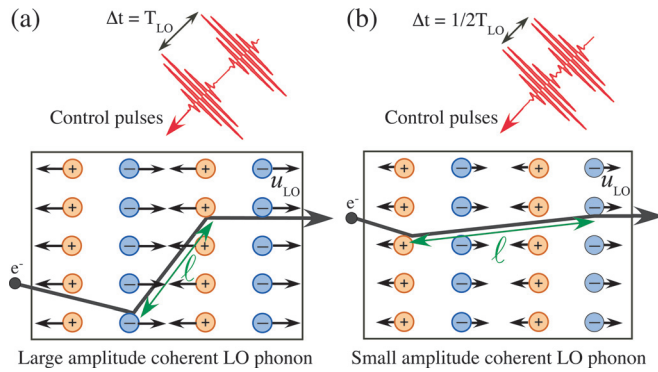 (a)
Δt = T_LO
Control pulses
+ − + −
u_LO
+ − + −
+ − + −
ℓ
e⁻
+ − + −
+ − + −
Large amplitude coherent LO phonon
(b)
Δt = 1/2T_LO
Control pulses
+ − + −
u_LO
e⁻
+ − + −
+ − + −
ℓ
+ − + −
+ − + −
Small amplitude coherent LO phonon